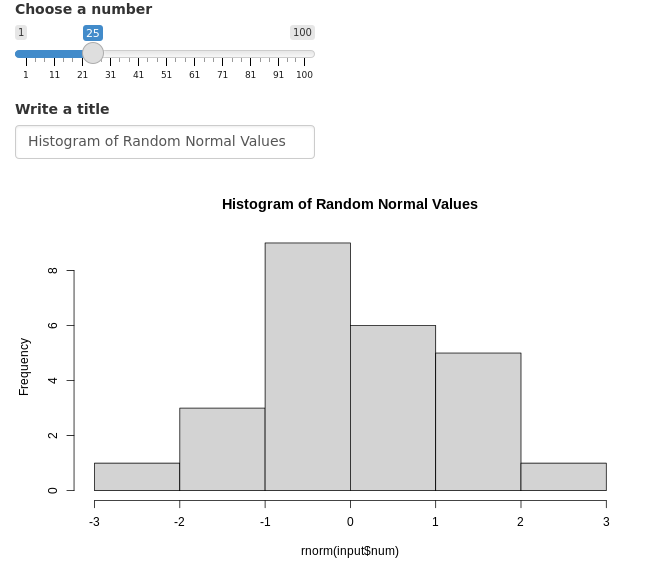 Choose a number
1 25 100
1 11 21 31 41 51 61 71 81 91 100
Write a title
Histogram of Random Normal Values
Histogram of Random Normal Values
8
6
4
2
0
Frequency
-3 -2 -1 0 1 2 3
rnorm(input$num)